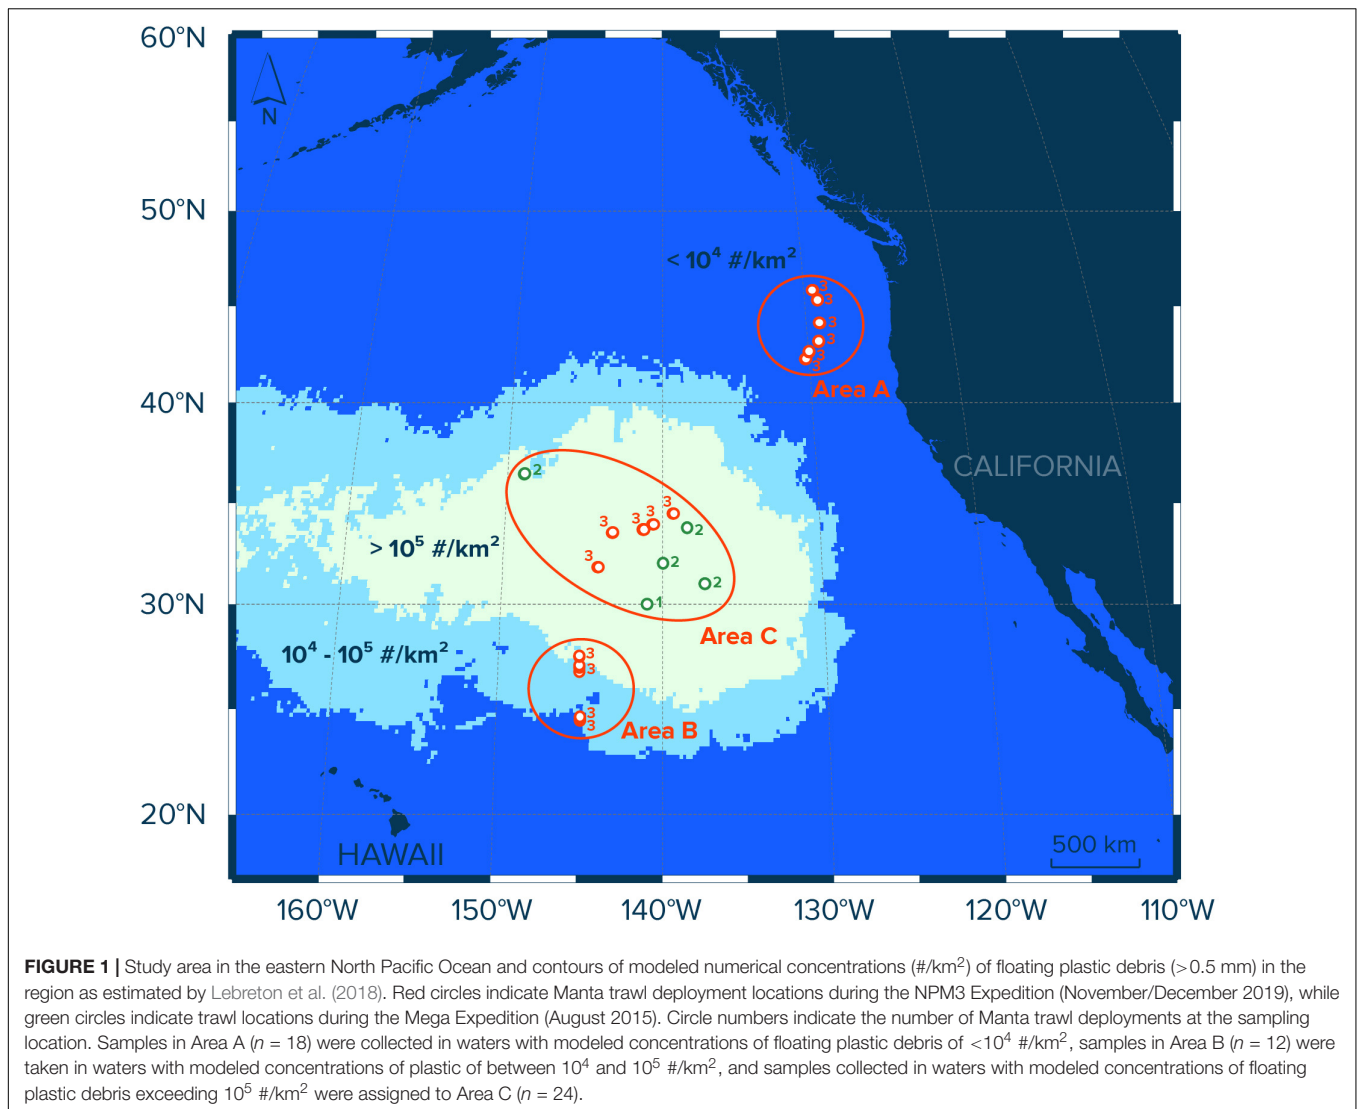 60°N
N
50°N
< 10⁴ #/km²
3
3
3
3
3
3
Area A
40°N
CALIFORNIA
2
3
3
3
3
2
> 10⁵ #/km²
3
2
2
1
30°N
Area C
10⁴ - 10⁵ #/km²
3
3
3
3
Area B
20°N
HAWAII
500 km
160°W
150°W
140°W
130°W
120°W
110°W
FIGURE 1 | Study area in the eastern North Pacific Ocean and contours of modeled numerical concentrations (#/km²) of floating plastic debris (>0.5 mm) in the
region as estimated by Lebreton et al. (2018). Red circles indicate Manta trawl deployment locations during the NPM3 Expedition (November/December 2019), while
green circles indicate trawl locations during the Mega Expedition (August 2015). Circle numbers indicate the number of Manta trawl deployments at the sampling
location. Samples in Area A (n = 18) were collected in waters with modeled concentrations of floating plastic debris of <10⁴ #/km², samples in Area B (n = 12) were
taken in waters with modeled concentrations of plastic of between 10⁴ and 10⁵ #/km², and samples collected in waters with modeled concentrations of floating
plastic debris exceeding 10⁵ #/km² were assigned to Area C (n = 24).